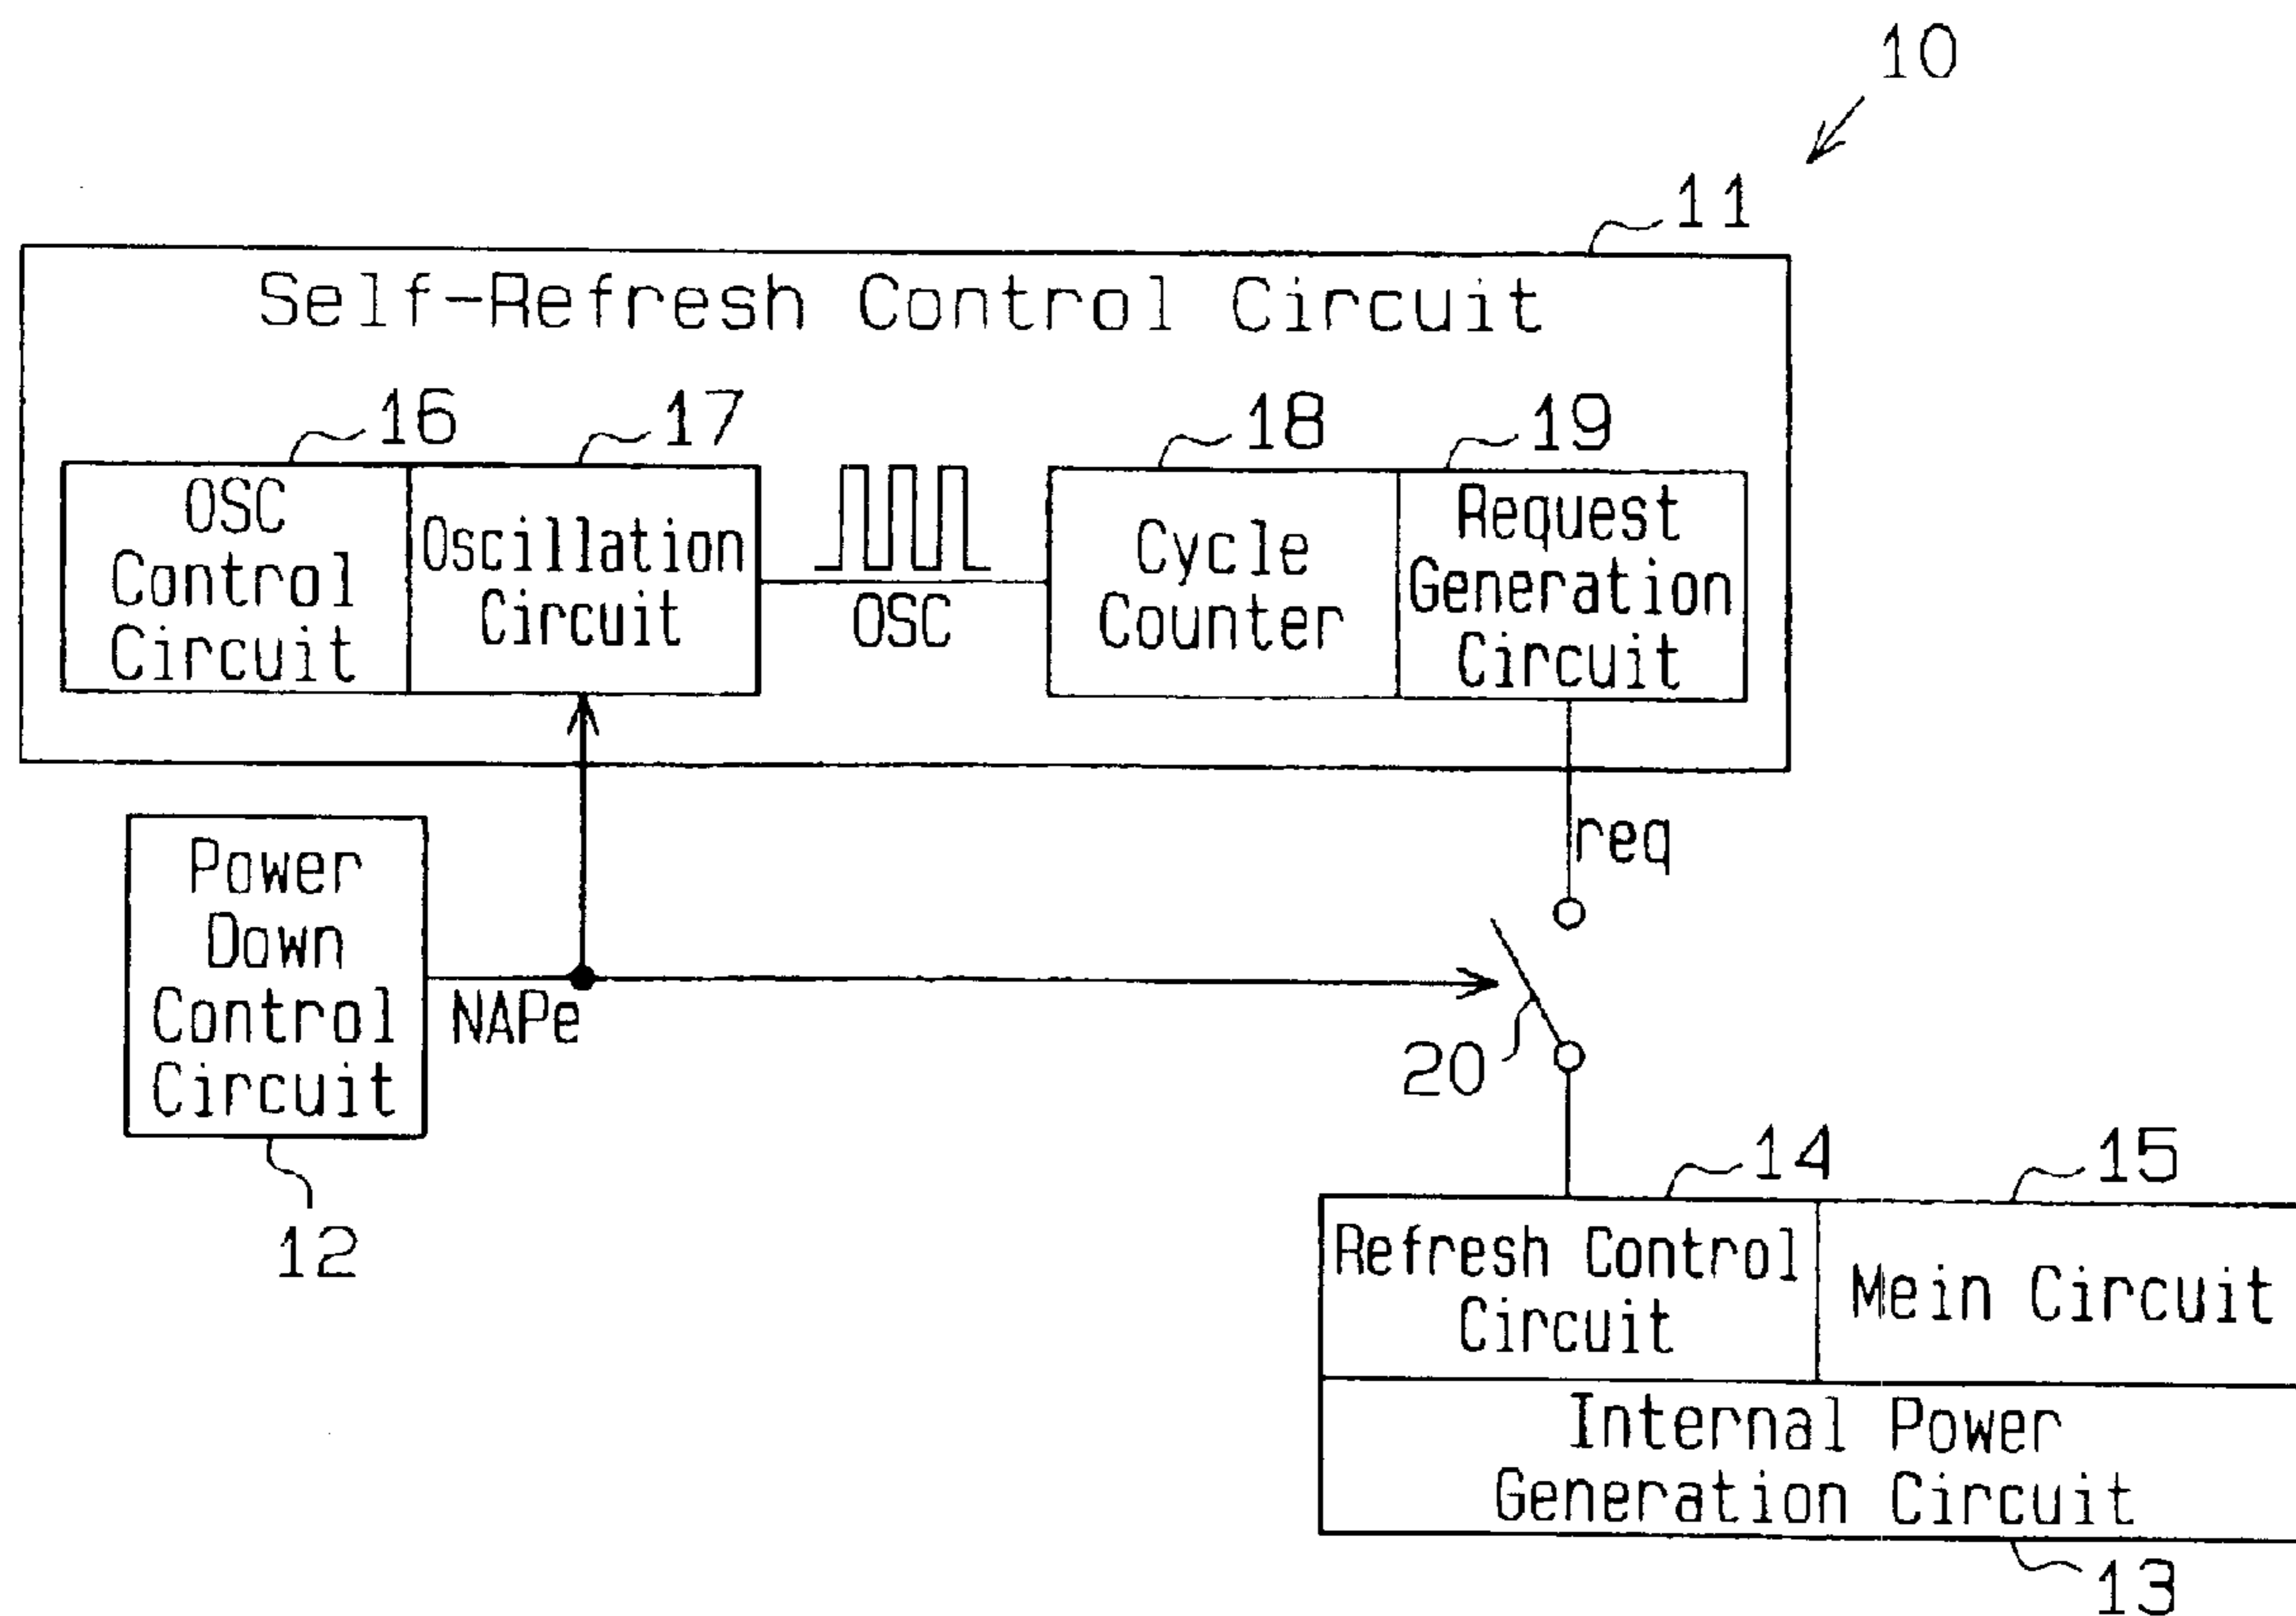 10
11
Self-Refresh Control Circuit
16
17
18
19
OSC
Control
Circuit
Oscillation
Circuit
OSC
Cycle
Counter
Request
Generation
Circuit
req
Power
Down
Control
Circuit
NAPe
12
20
14
15
Refresh Control
Circuit
Mein Circuit
Internal Power
Generation Circuit
13